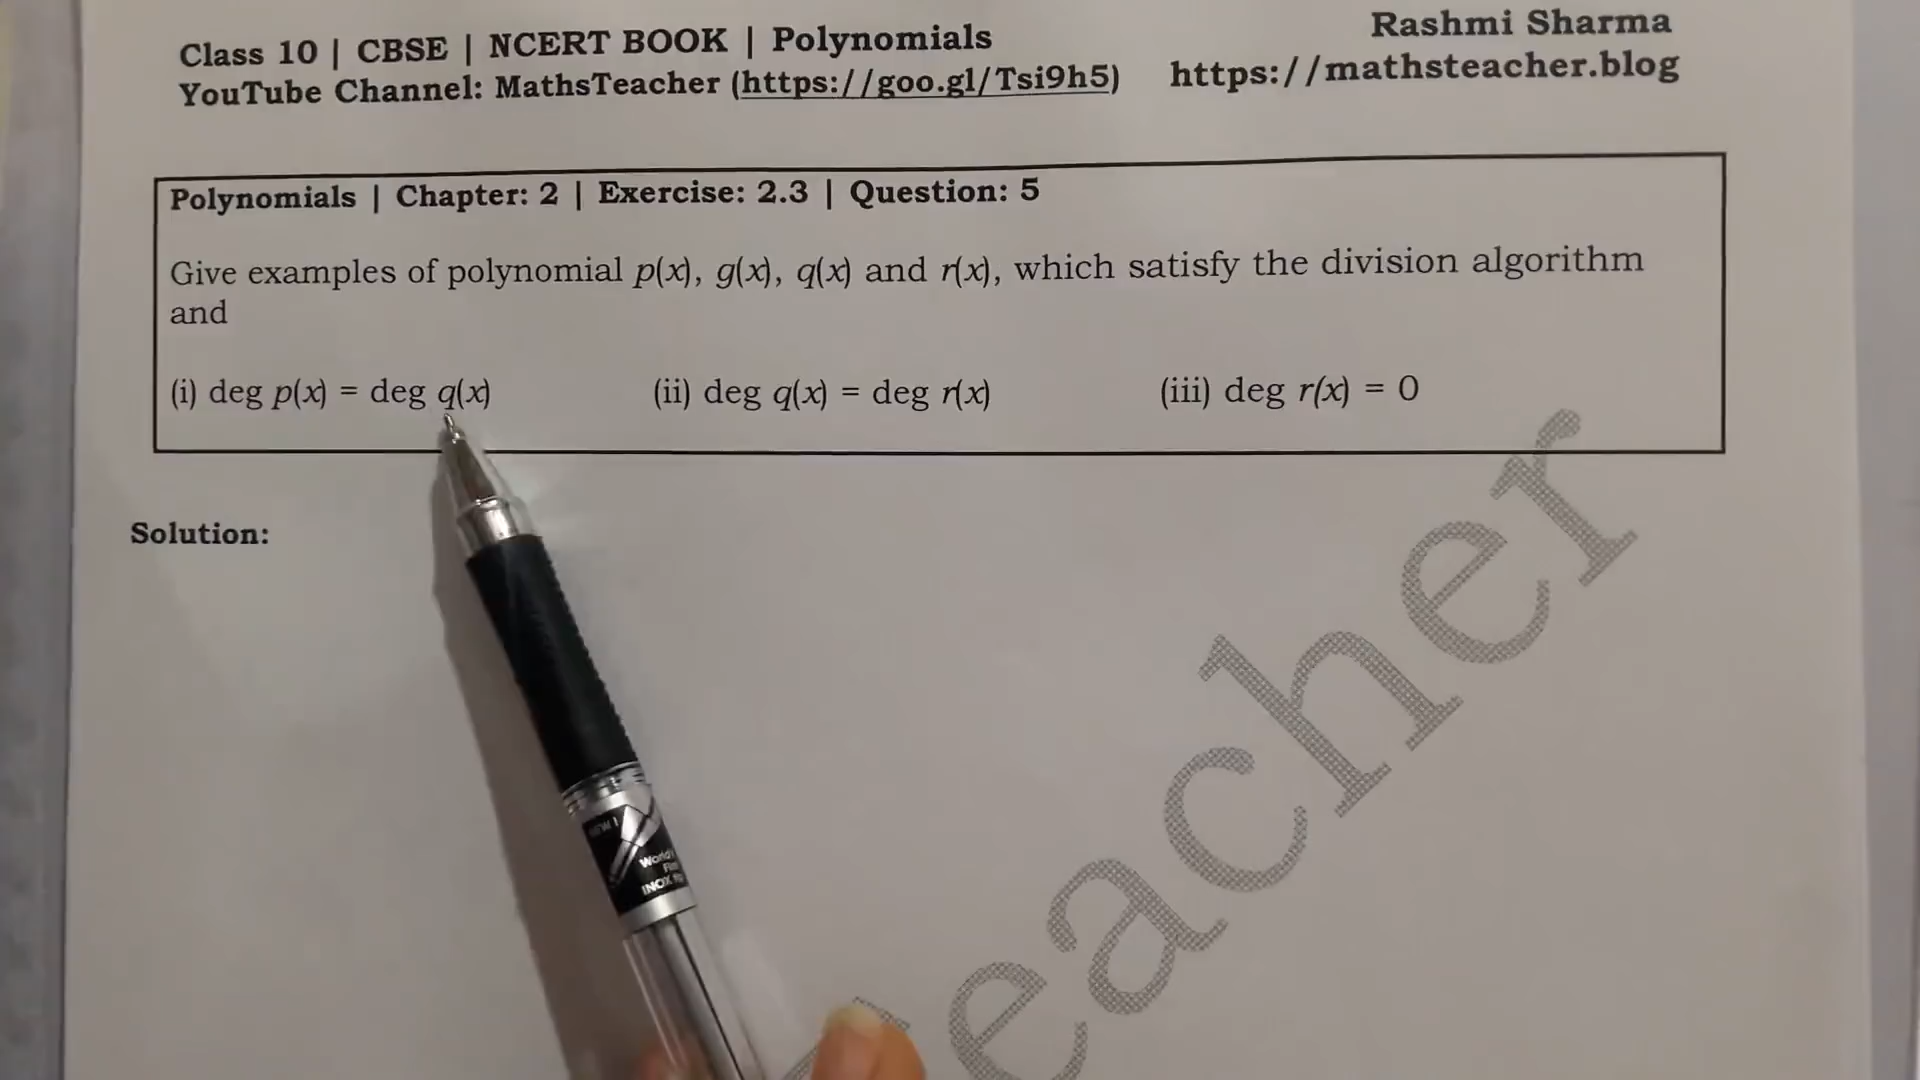 Class 10 | CBSE | NCERT BOOK | Polynomials
Rashmi Sharma
YouTube Channel: MathsTeacher (https://goo.gl/Tsi9h5)
https://mathsteacher.blog
Polynomials | Chapter: 2 | Exercise: 2.3 | Question: 5
Give examples of polynomial p(x), g(x), q(x) and r(x), which satisfy the division algorithm
and
(i) deg p(x) = deg q(x) (ii) deg q(x) = deg r(x) (iii) deg r(x) = 0
Solution:
eacher
NEW !
INOX